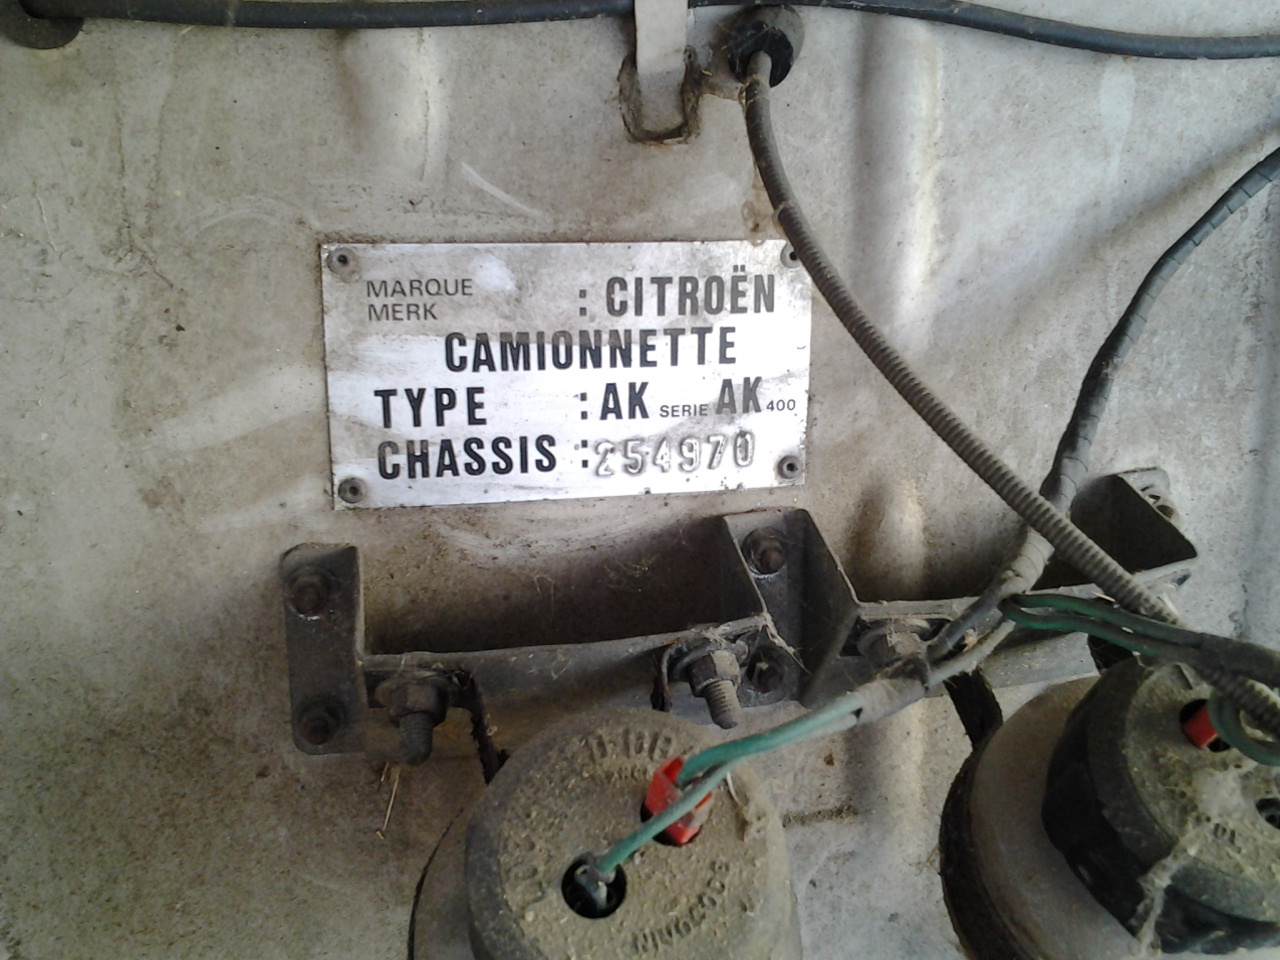 MARQUE
MERK : CITROËN
CAMIONNETTE
TYPE : AK SERIE AK 400
CHASSIS : 254970